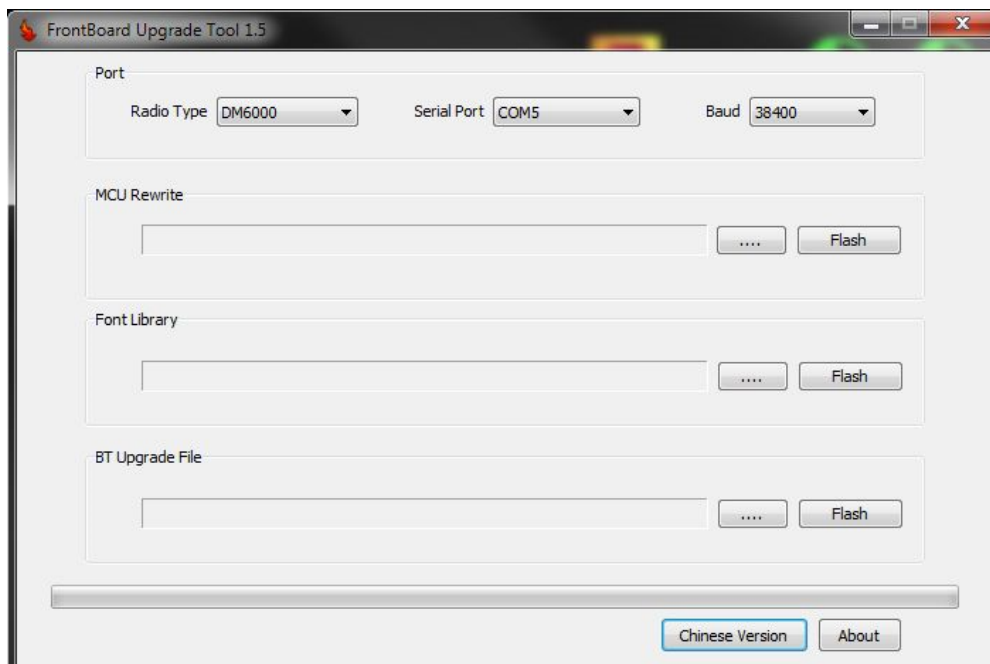 FrontBoard Upgrade Tool 1.5
Port
Radio Type DM6000 Serial Port COM5 Baud 38400
MCU Rewrite
.... Flash
Font Library
.... Flash
BT Upgrade File
.... Flash
Chinese Version About